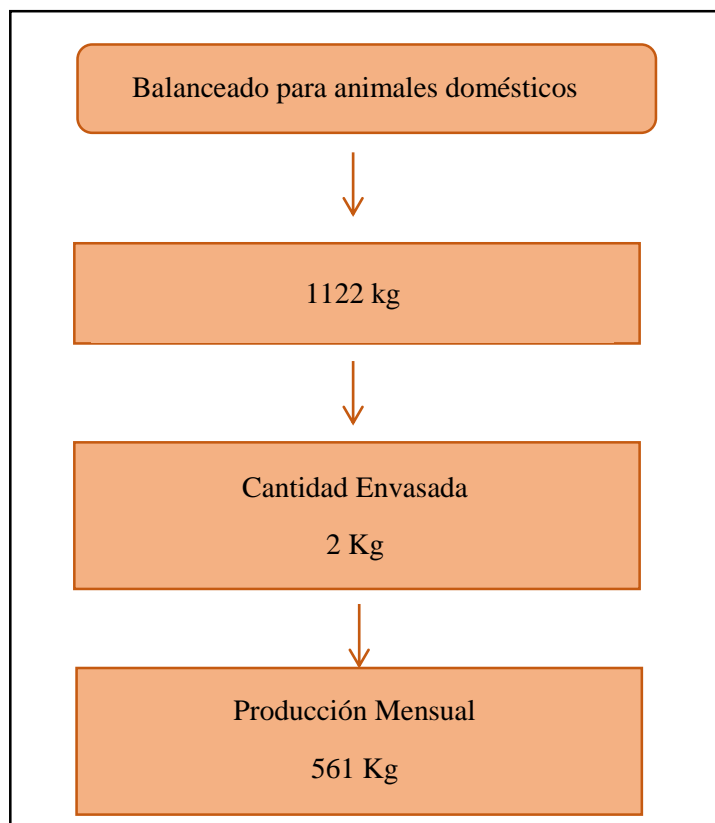 Balanceado para animales domésticos
1122 kg
Cantidad Envasada
2 Kg
Producción Mensual
561 Kg